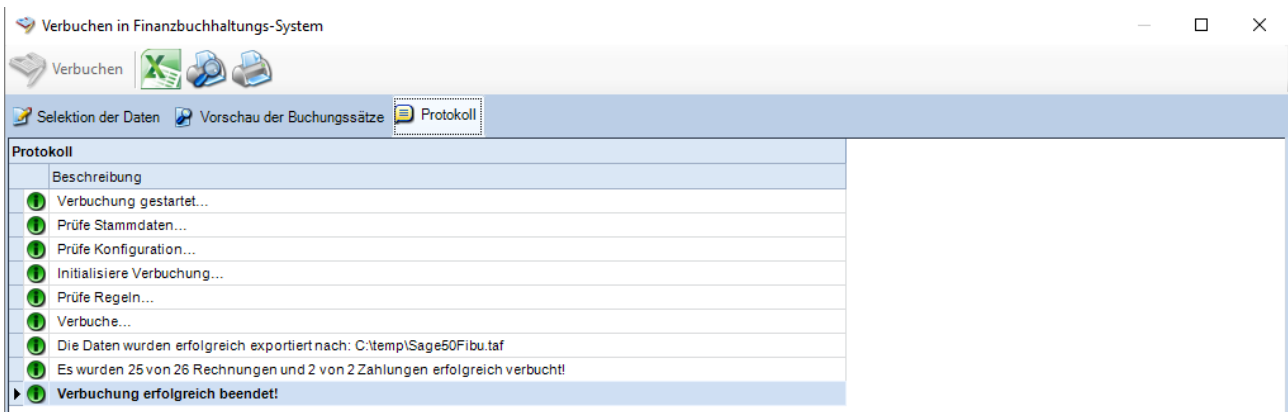 Verbuchen in Finanzbuchhaltungs-System
Verbuchen
Selektion der Daten Vorschau der Buchungssätze Protokoll
Protokoll
Beschreibung
Verbuchung gestartet...
Prüfe Stammdaten...
Prüfe Konfiguration...
Initialisiere Verbuchung...
Prüfe Regeln...
Verbuche...
Die Daten wurden erfolgreich exportiert nach: C:\temp\Sage50Fibu.taf
Es wurden 25 von 26 Rechnungen und 2 von 2 Zahlungen erfolgreich verbucht!
Verbuchung erfolgreich beendet!